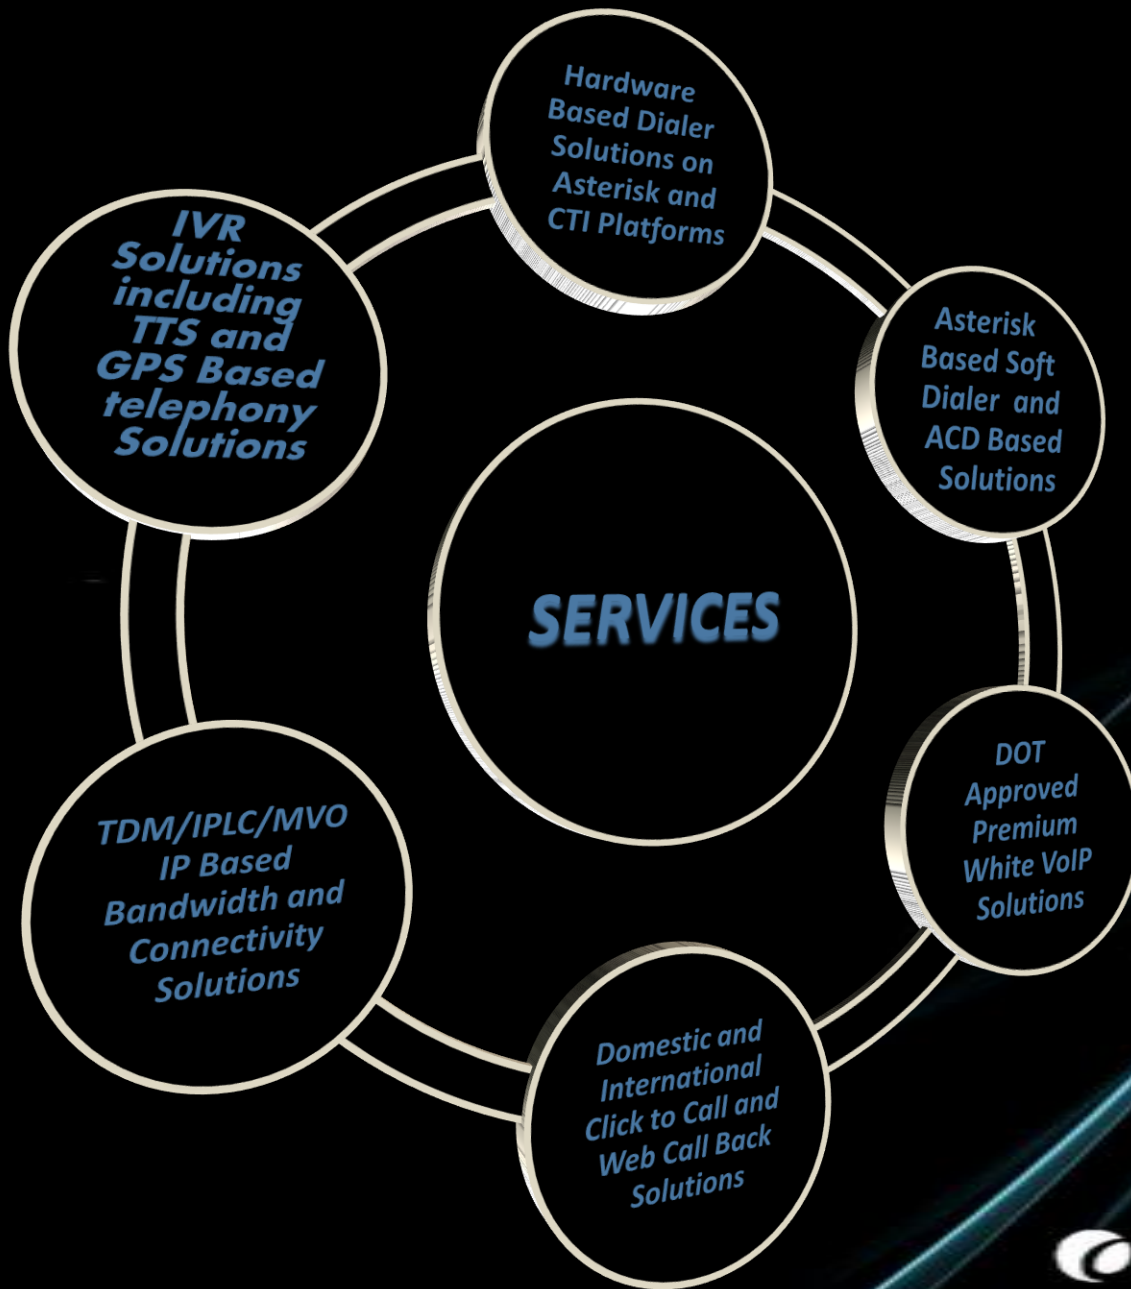 Hardware
Based Dialer
Solutions on
Asterisk and
CTI Platforms
Asterisk
Based Soft
Dialer and
ACD Based
Solutions
DOT
Approved
Premium
White VoIP
Solutions
Domestic and
International
Click to Call and
Web Call Back
Solutions
TDM/IPLC/MVO
IP Based
Bandwidth and
Connectivity
Solutions
IVR
Solutions
including
TTS and
GPS Based
telephony
Solutions
SERVICES